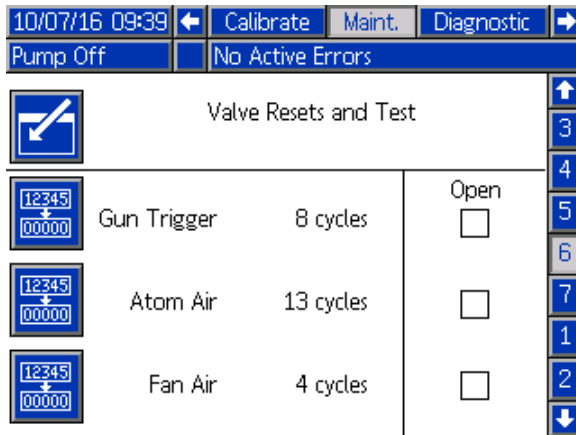 10/07/16 09:39 Calibrate Maint. Diagnostic
Pump Off No Active Errors
Valve Resets and Test
3
4
Open
12345
00000
Gun Trigger 8 cycles
5
6
12345
00000
Atom Air 13 cycles
7
1
12345
00000
Fan Air 4 cycles
2